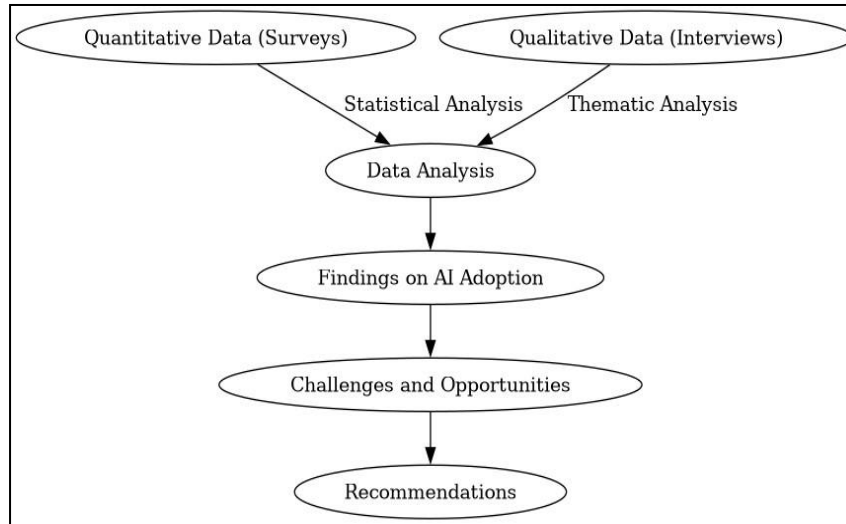 Quantitative Data (Surveys)
Qualitative Data (Interviews)
Statistical Analysis
Thematic Analysis
Data Analysis
Findings on AI Adoption
Challenges and Opportunities
Recommendations